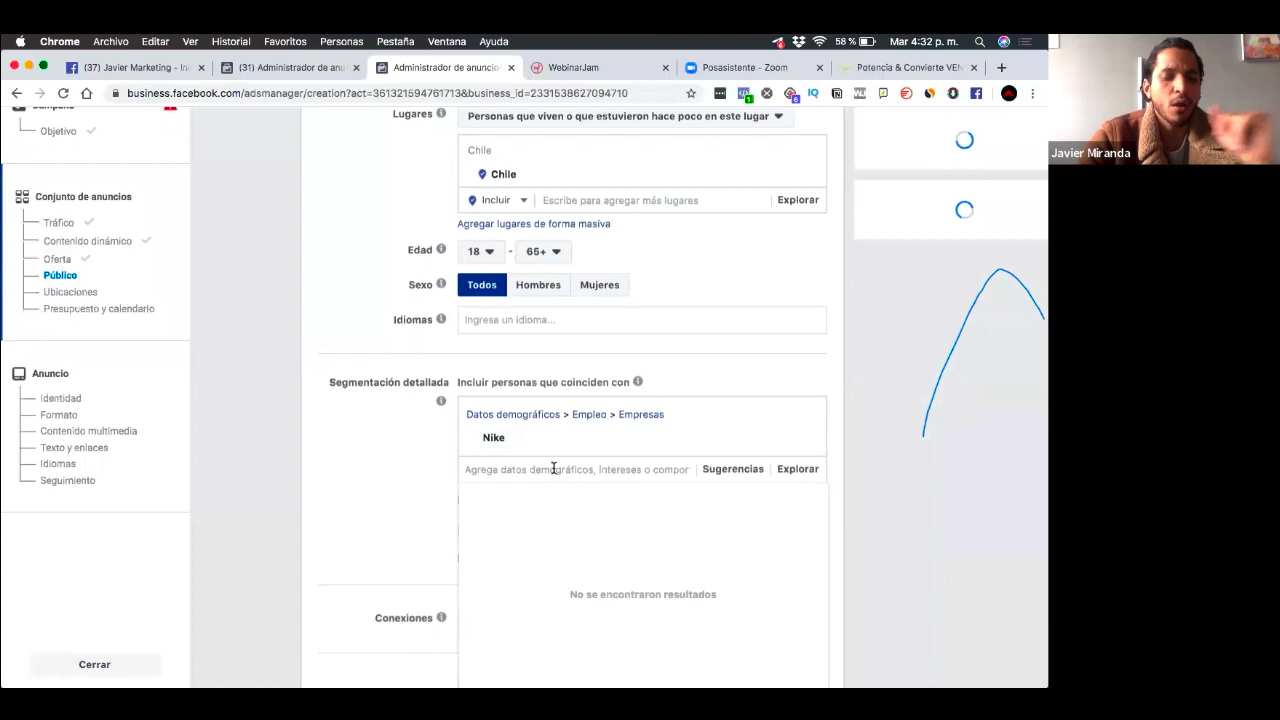 Chrome Archivo Editar Ver Historial Favoritos Personas Pestaña Ventana Ayuda 58 % Mar 4:32 p. m.
(37) Javier Marketing - In (31) Administrador de anu Administrador de anuncio WebinarJam Posasistente - Zoom Potencia & Convierte VEN
business.facebook.com/adsmanager/creation?act=361321594761713&business_id=2331538627094710
Javier Miranda
Objetivo
Conjunto de anuncios
Tráfico
Contenido dinámico
Oferta
Público
Ubicaciones
Presupuesto y calendario
Anuncio
Identidad
Formato
Contenido multimedia
Texto y enlaces
Idiomas
Seguimiento
Cerrar
Lugares Personas que viven o que estuvieron hace poco en este lugar
Chile
Chile
Incluir Escribe para agregar más lugares Explorar
Agregar lugares de forma masiva
Edad 18 - 65+
Sexo Todos Hombres Mujeres
Idiomas Ingrese un idioma...
Segmentación detallada Incluir personas que coinciden con
Datos demográficos > Empleo > Empresas
Nike
Agrega datos demográficos, intereses o compor Sugerencias Explorar
No se encontraron resultados
Conexiones